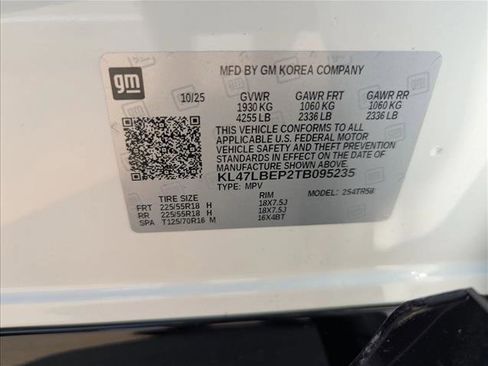 MFD BY GM KOREA COMPANY
gm
10/25 GVWR GAWR FRT GAWR RR
1930 KG 1060 KG 1060 KG
4255 LB 2336 LB 2336 LB
THIS VEHICLE CONFORMS TO ALL
APPLICABLE U.S. FEDERAL MOTOR
VEHICLE SAFETY, BUMPER, AND THEFT
PREVENTION STANDARDS IN EFFECT ON THE DATE OF
MANUFACTURE SHOWN ABOVE.
KL47LBEP2TB095235
TYPE: MPV MODEL: 2S4TR58
TIRE SIZE RIM
FRT 225/55R18 H 18X7.5J
RR 225/55R18 H 18X7.5J
SPA T125/70R16 M 16X4BT